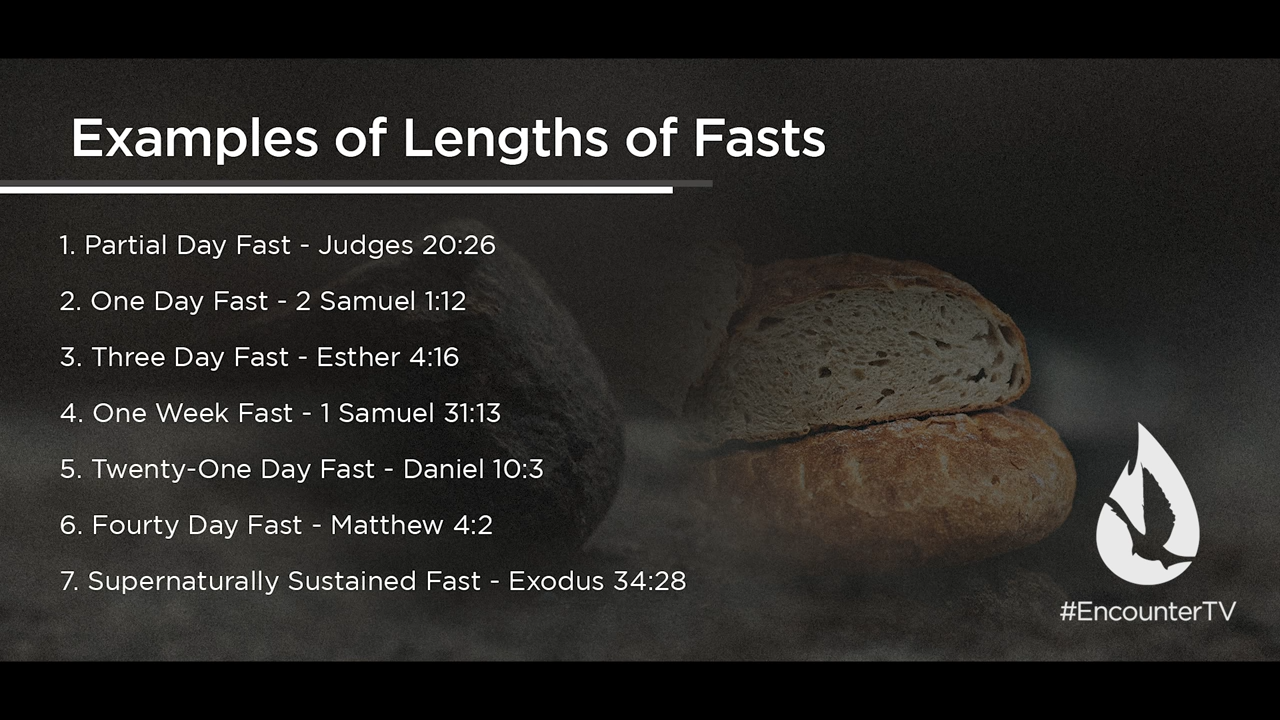 Examples of Lengths of Fasts
1. Partial Day Fast - Judges 20:26
2. One Day Fast - 2 Samuel 1:12
3. Three Day Fast - Esther 4:16
4. One Week Fast - 1 Samuel 31:13
5. Twenty-One Day Fast - Daniel 10:3
6. Fourty Day Fast - Matthew 4:2
7. Supernaturally Sustained Fast - Exodus 34:28
#EncounterTV